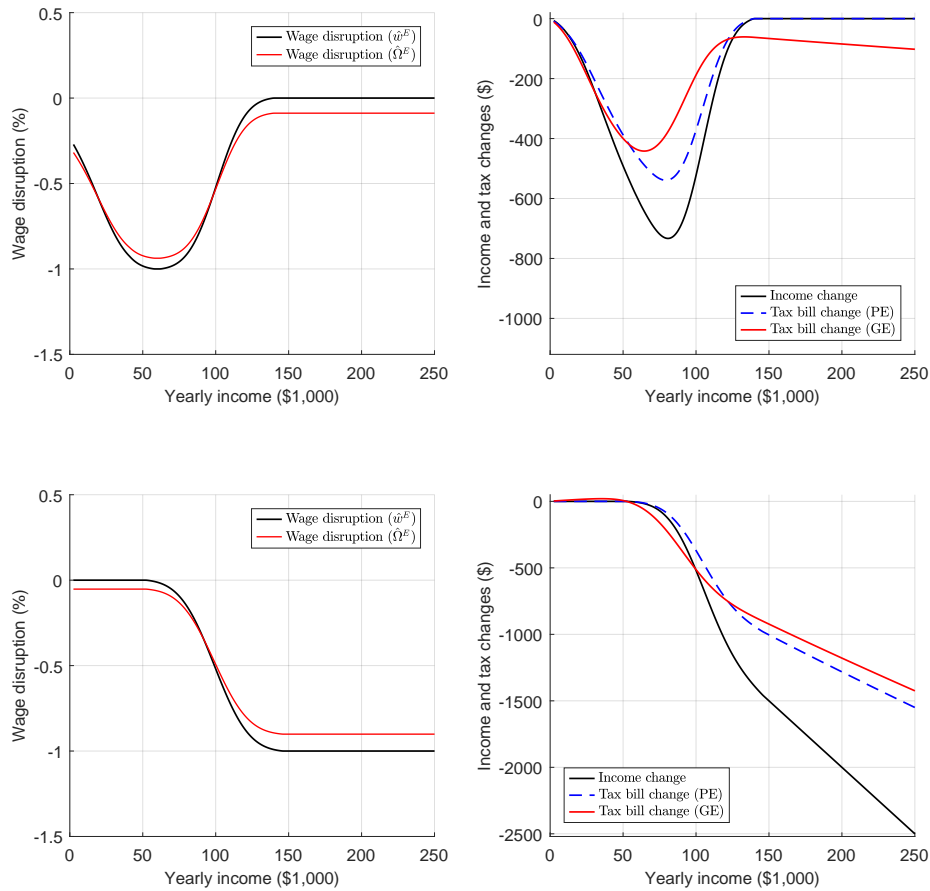 0.5
0
-0.5
-1
-1.5
0 50 100 150 200 250
Yearly income ($1,000)
Wage disruption (%)
Wage disruption (ŵᴱ)
Wage disruption (Ω̂ᴱ)
0
-200
-400
-600
-800
-1000
0 50 100 150 200 250
Yearly income ($1,000)
Income and tax changes ($)
Income change
Tax bill change (PE)
Tax bill change (GE)
0.5
0
-0.5
-1
-1.5
0 50 100 150 200 250
Yearly income ($1,000)
Wage disruption (%)
Wage disruption (ŵᴱ)
Wage disruption (Ω̂ᴱ)
0
-500
-1000
-1500
-2000
-2500
0 50 100 150 200 250
Yearly income ($1,000)
Income and tax changes ($)
Income change
Tax bill change (PE)
Tax bill change (GE)